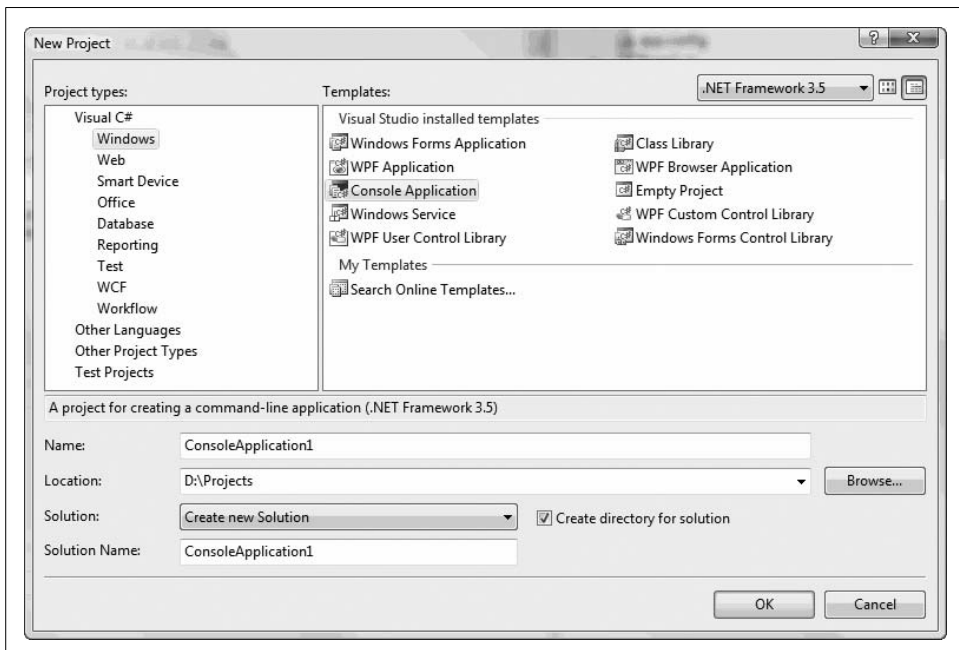 New Project
Project types:
Templates:
.NET Framework 3.5
Visual C#
Windows
Web
Smart Device
Office
Database
Reporting
Test
WCF
Workflow
Other Languages
Other Project Types
Test Projects
Visual Studio installed templates
Windows Forms Application
WPF Application
Console Application
Windows Service
WPF User Control Library
Class Library
WPF Browser Application
Empty Project
WPF Custom Control Library
Windows Forms Control Library
My Templates
Search Online Templates...
A project for creating a command-line application (.NET Framework 3.5)
Name: ConsoleApplication1
Location: D:\Projects
Browse...
Solution: Create new Solution
Create directory for solution
Solution Name: ConsoleApplication1
OK
Cancel